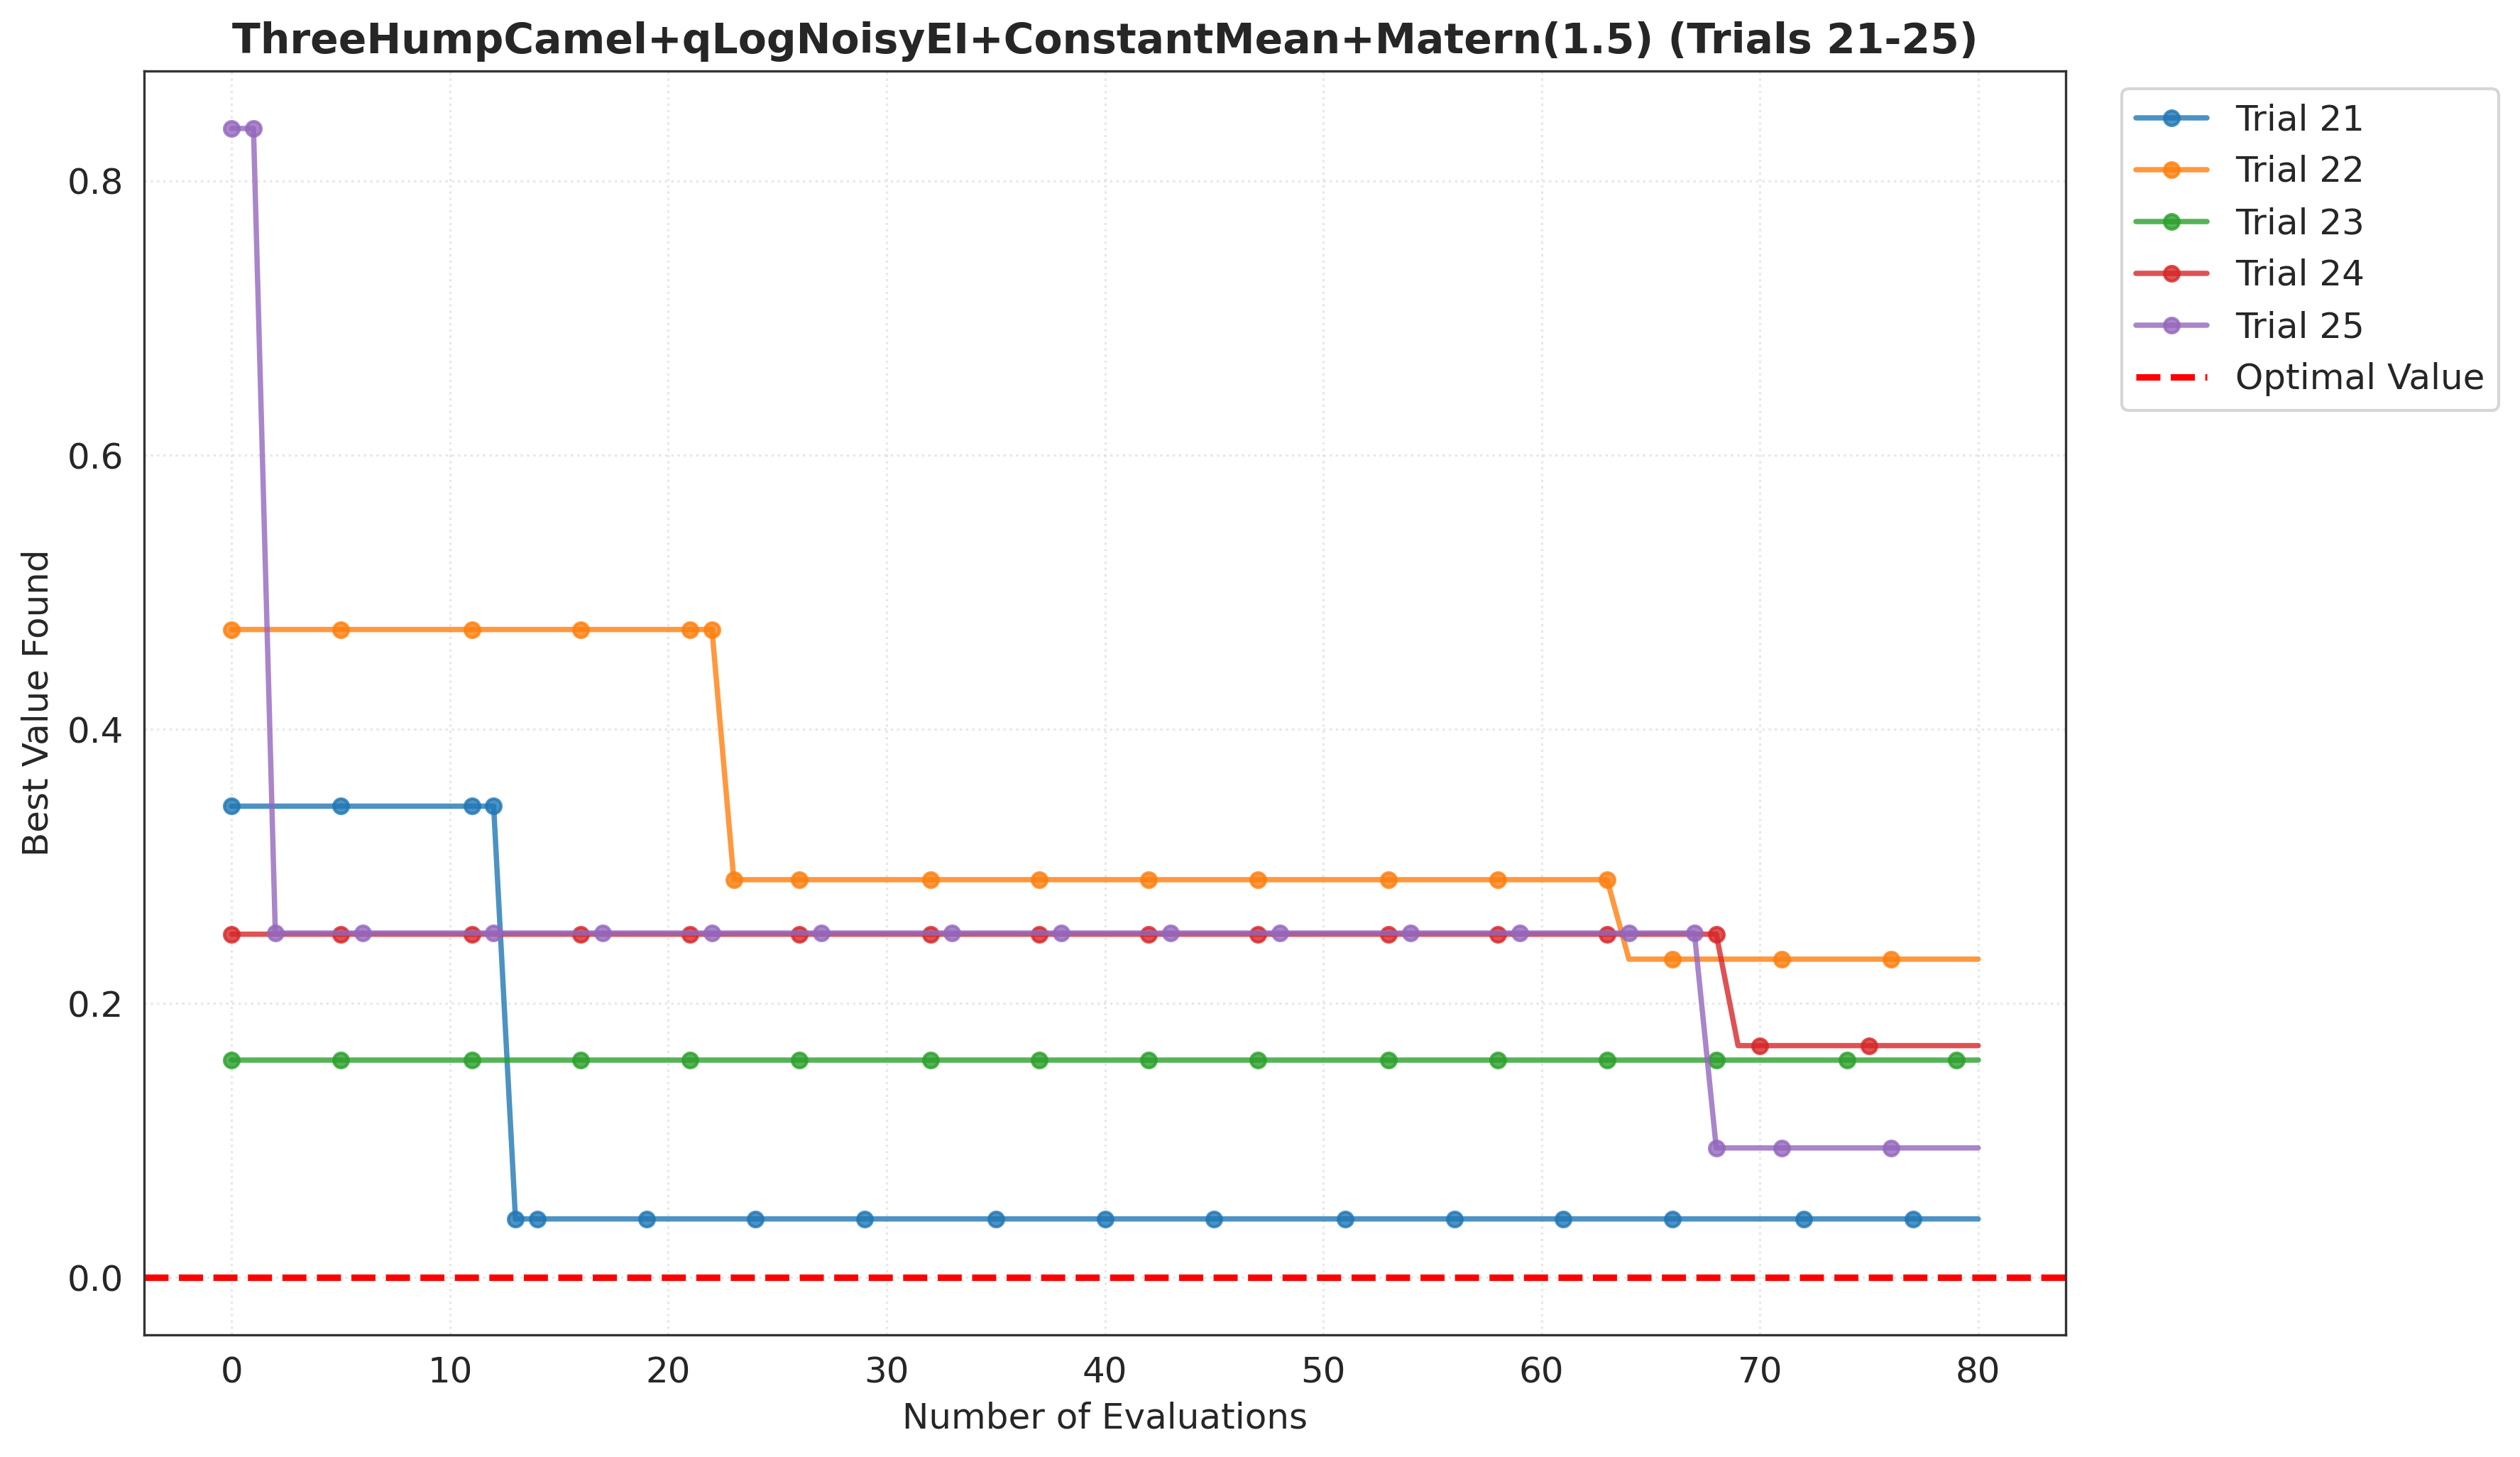 ThreeHumpCamel+qLogNoisyEI+ConstantMean+Matern(1.5) (Trials 21-25)
Best Value Found
0.8
0.6
0.4
0.2
0.0
0 10 20 30 40 50 60 70 80
Number of Evaluations
Trial 21
Trial 22
Trial 23
Trial 24
Trial 25
Optimal Value